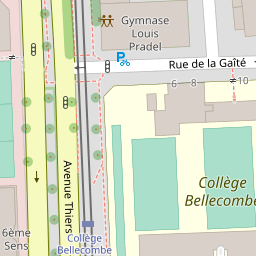 Gymnase
Louis
Pradel
P
Rue de la Gaîté
6
8
10
Avenue Thiers
Collège
Bellecombe
Collège
Bellecombe
6ème
Sens